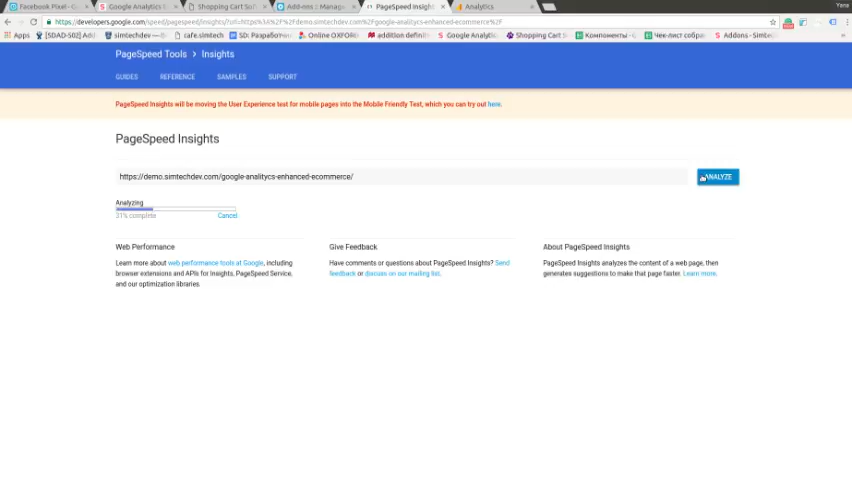 Facebook Pixel - G
Google Analytics
Shopping Cart So
Add-ons :: Manage
PageSpeed Insight
Analytics
Yana
https://developers.google.com/speed/pagespeed/insights/?url=https%3A%2F%2Fdemo.simtechdev.com%2Fgoogle-analitycs-enhanced-ecommerce%2F
Apps
[SDAD-502] Add
simtechdev — Co
cafe.simtech
SD: Разработчи
Online OXFORD
addition definiti
Google Analytic
Shopping Cart S
Компоненты - G
Чек-лист собра
Addons - Simte
PageSpeed Tools > Insights
GUIDES
REFERENCE
SAMPLES
SUPPORT
PageSpeed Insights will be moving the User Experience test for mobile pages into the Mobile Friendly Test, which you can try out here.
PageSpeed Insights
https://demo.simtechdev.com/google-analitycs-enhanced-ecommerce/
ANALYZE
Analyzing
31% complete
Cancel
Web Performance
Learn more about web performance tools at Google, including
browser extensions and APIs for Insights, PageSpeed Service,
and our optimization libraries.
Give Feedback
Have comments or questions about PageSpeed Insights? Send
feedback or discuss on our mailing list.
About PageSpeed Insights
PageSpeed Insights analyzes the content of a web page, then
generates suggestions to make that page faster. Learn more.